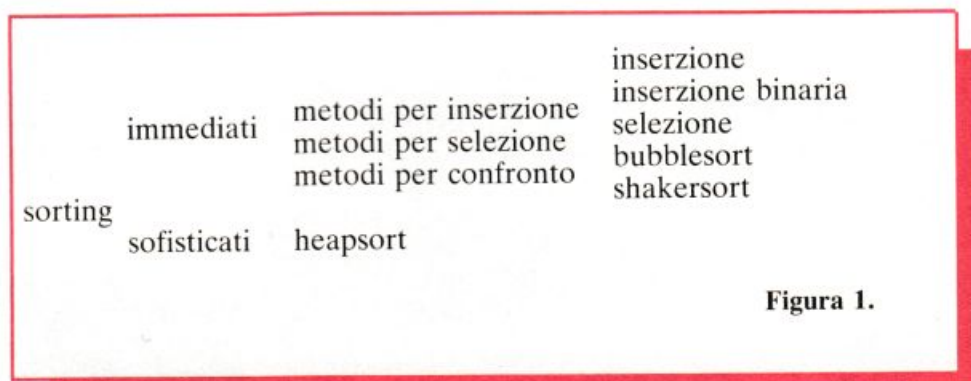 inserzione
inserzione binaria
selezione
bubblesort
shakersort
metodi per inserzione
metodi per selezione
metodi per confronto
immediati
sorting
sofisticati heapsort
Figura 1.